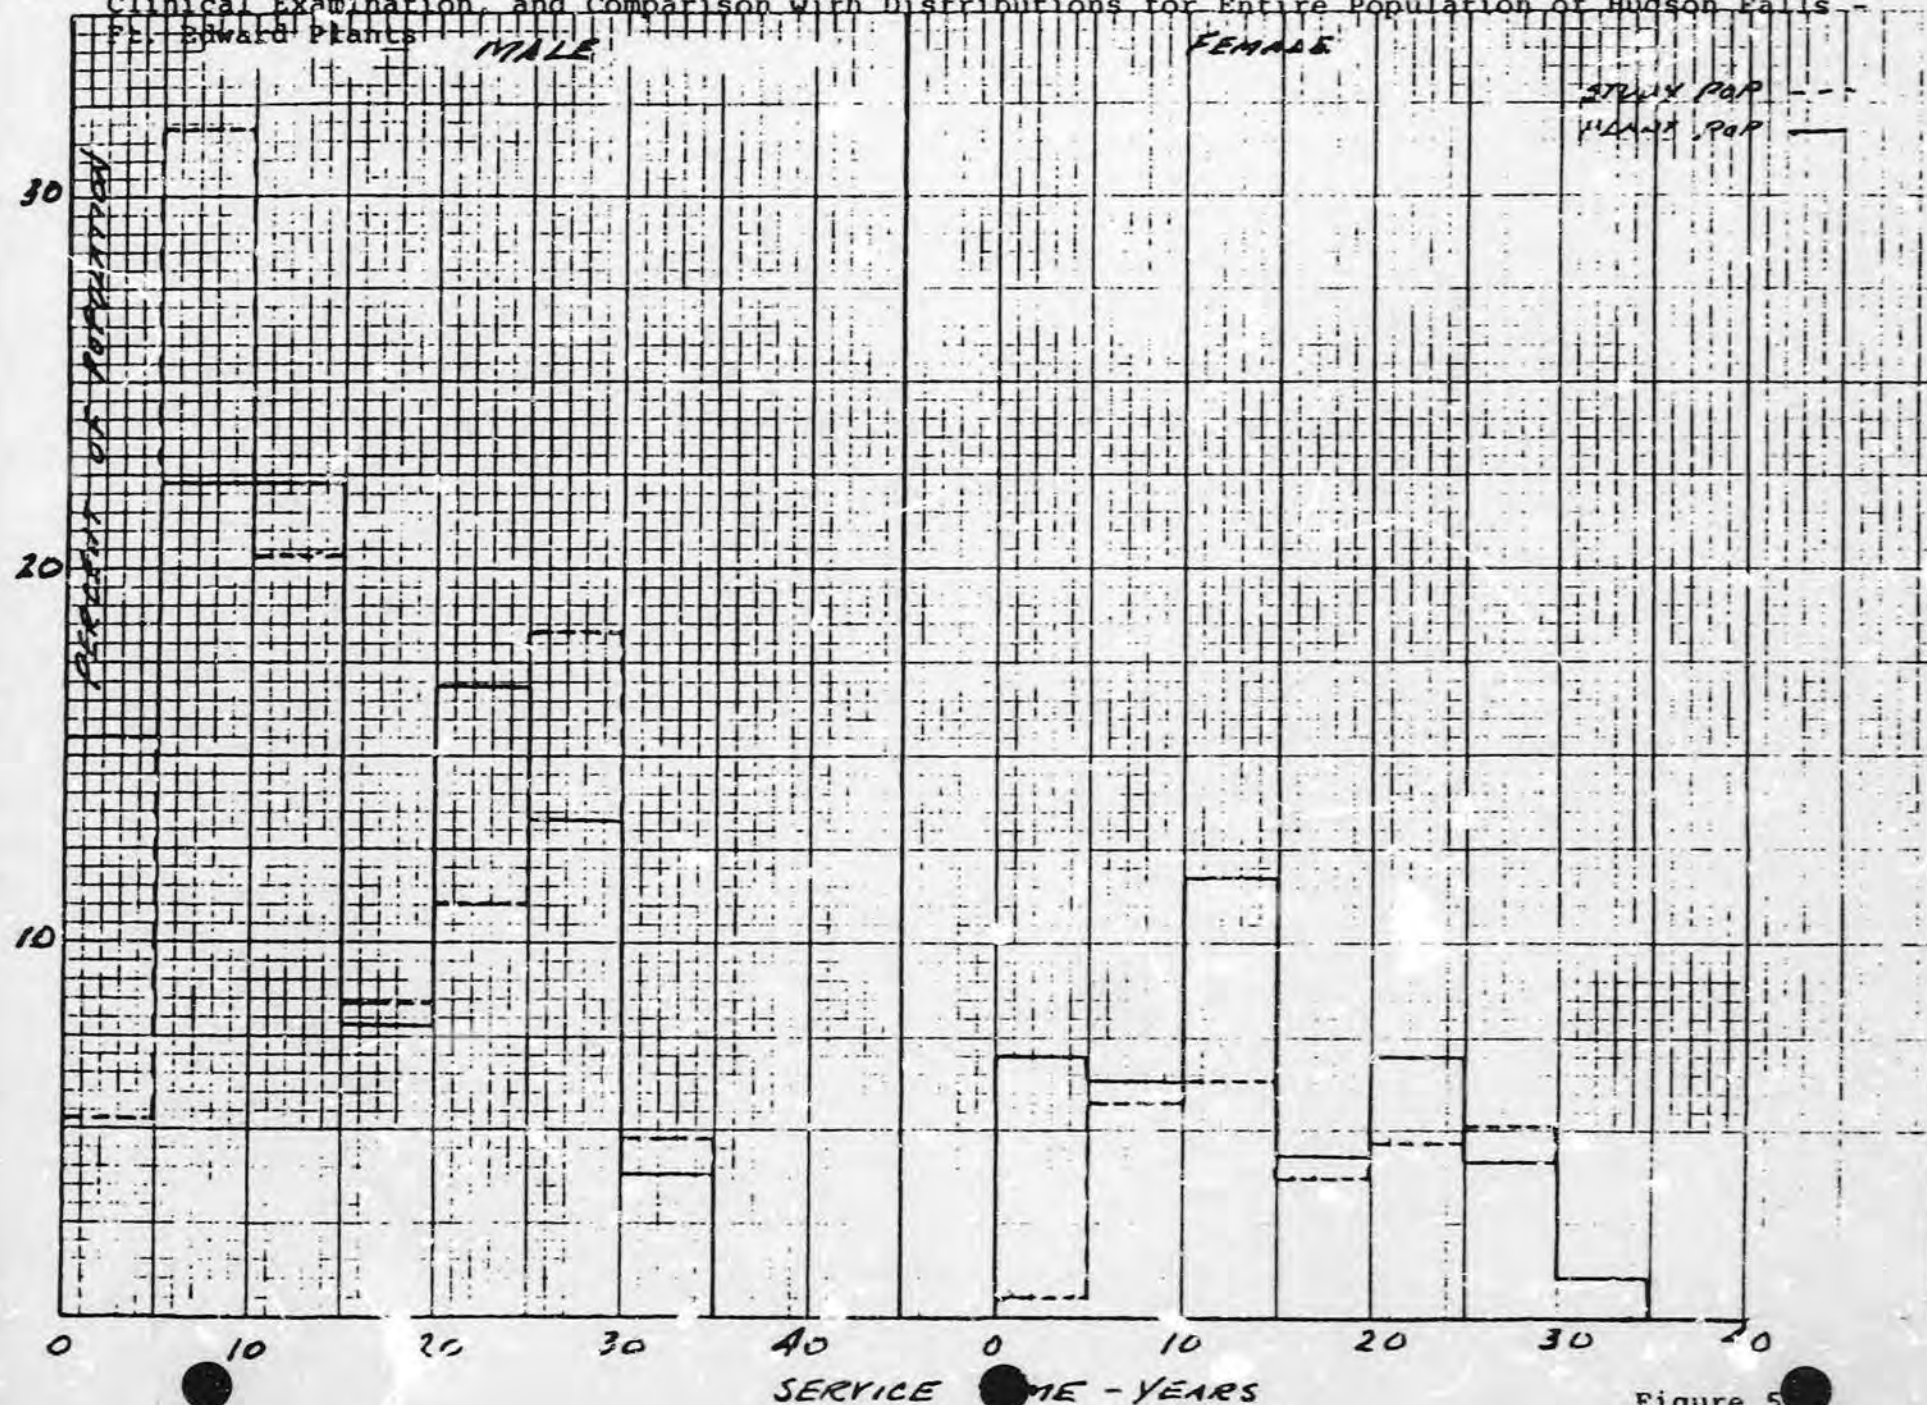 Clinical Examination, and Comparison with Distributions for Entire Population of Hudson Falls -
Ft. Edward Plants
MALE
FEMALE
STUDY POP
PLANT POP
PERCENT OF POPULATION
30
20
10
0 10 20 30 40 0 10 20 30 40
SERVICE - YEARS
Figure 5